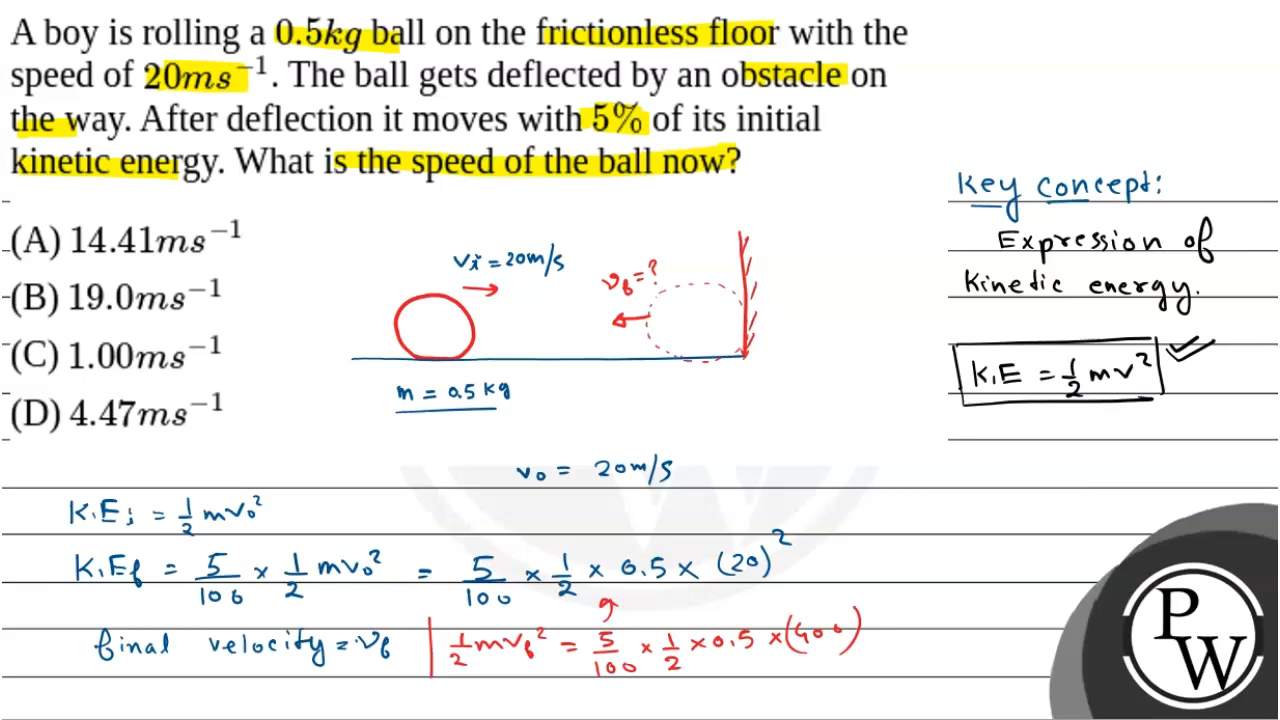 A boy is rolling a 0.5kg ball on the frictionless floor with the
speed of 20ms⁻¹. The ball gets deflected by an obstacle on
the way. After deflection it moves with 5% of its initial
kinetic energy. What is the speed of the ball now?
(A) 14.41ms⁻¹
(B) 19.0ms⁻¹
(C) 1.00ms⁻¹
(D) 4.47ms⁻¹
vᵢ = 20m/s
v_f = ?
m = 0.5 kg
Key concept:
Expression of
Kinetic energy.
K.E = 1/2 mv²
v₀ = 20m/s
K.Eᵢ = 1/2 mv₀²
K.E_f = 5/100 × 1/2 mv₀² = 5/100 × 1/2 × 0.5 × (20)²
final velocity = v_f | 1/2 mv_f² = 5/100 × 1/2 × 0.5 × (400)
PW